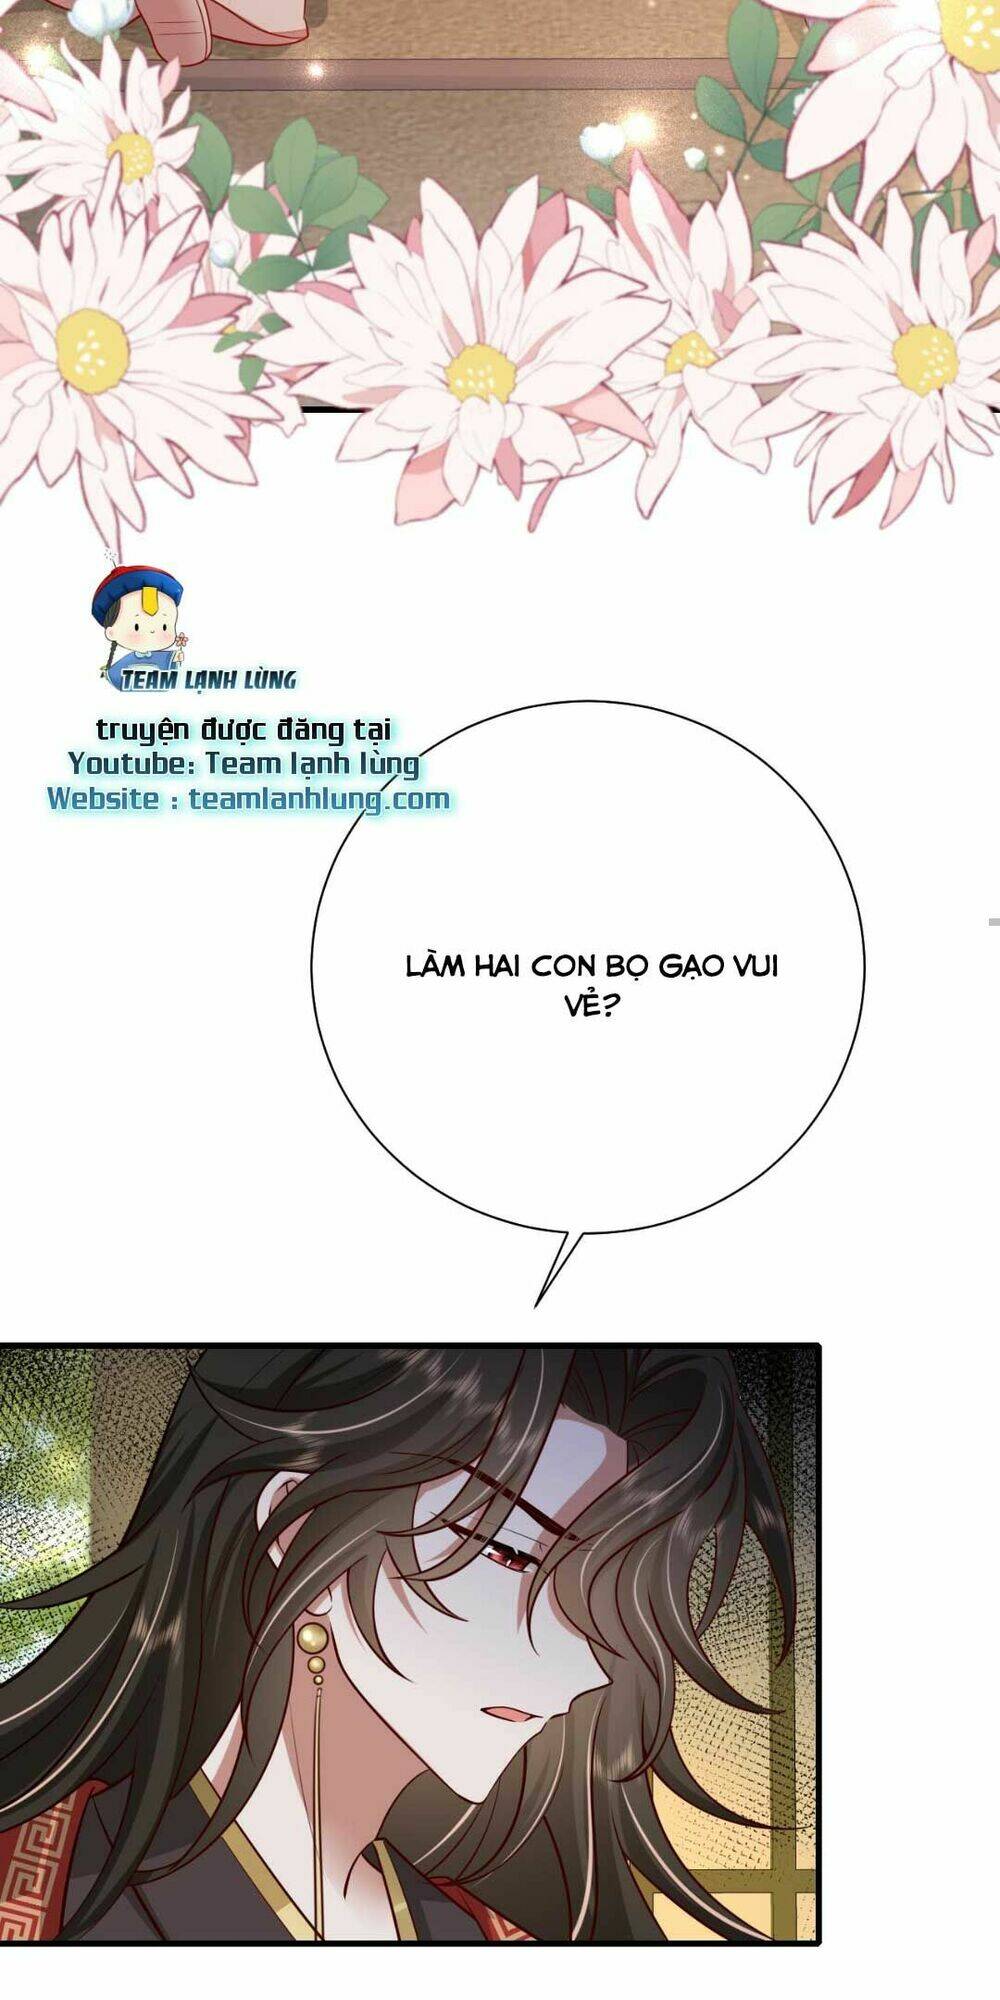 TEAM LẠNH LÙNG
truyện được đăng tại
Youtube: Team lạnh lùng
Website : teamlanhlung.com
LÀM HAI CON BỌ GẠO VUI
VẺ?